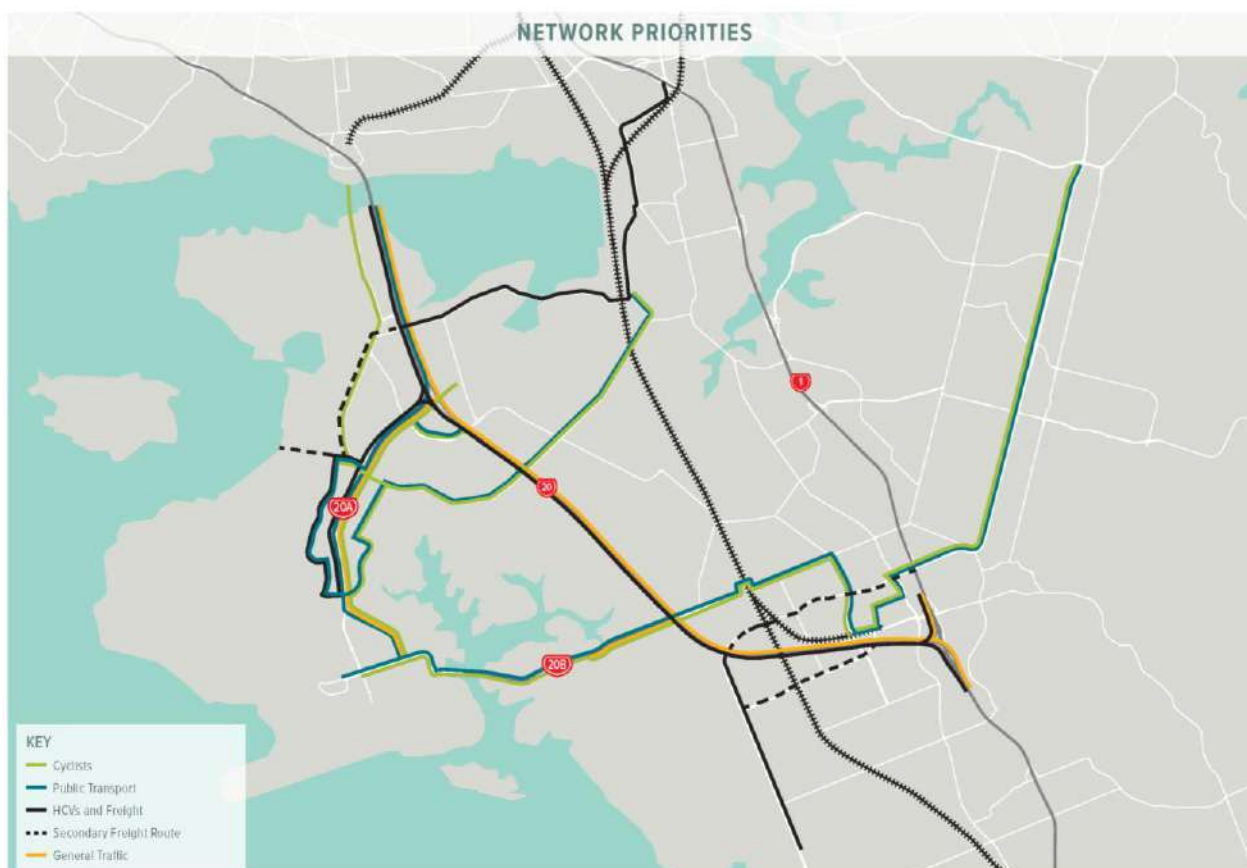 NETWORK PRIORITIES
1
20
20A
20B
KEY
Cyclists
Public Transport
HCVs and Freight
Secondary Freight Route
General Traffic